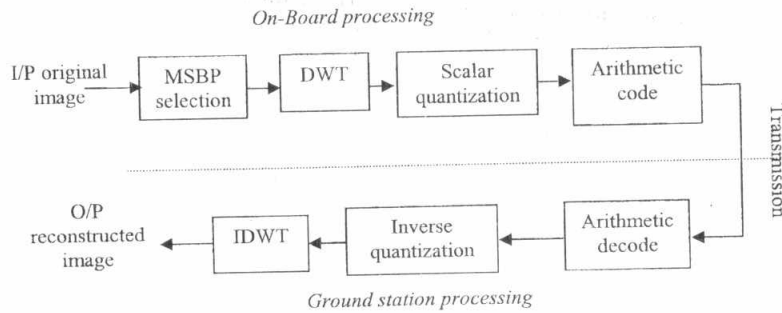 On-Board processing
I/P original
image
MSBP
selection
DWT
Scalar
quantization
Arithmetic
code
Transmission
O/P
reconstructed
image
IDWT
Inverse
quantization
Arithmetic
decode
Ground station processing